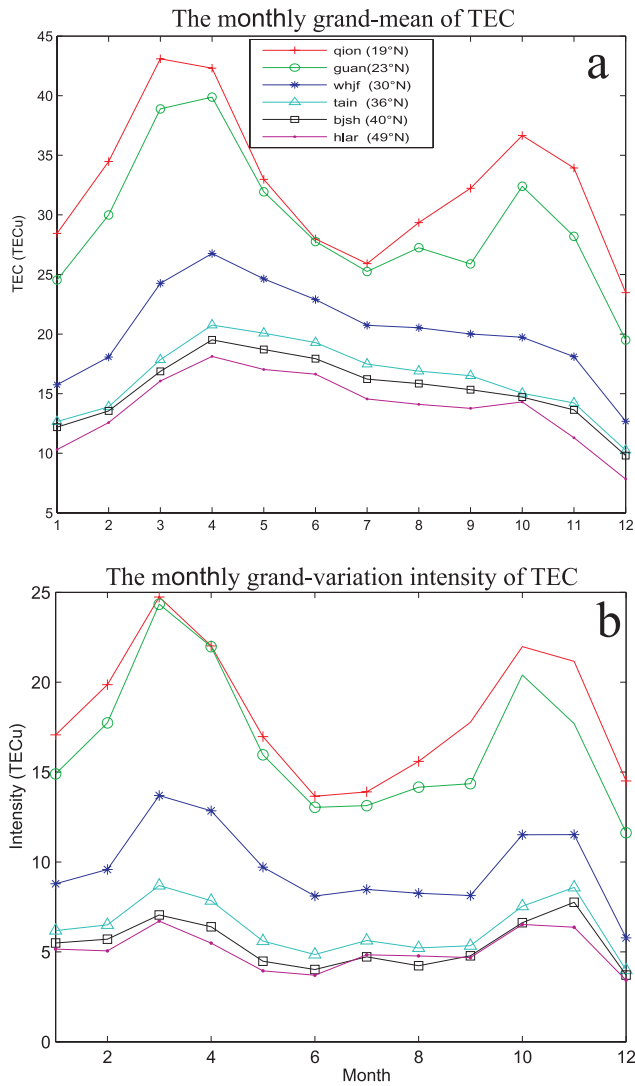 The monthly grand-mean of TEC
a
qion (19°N)
guan(23°N)
whjf (30°N)
tain (36°N)
bjsh (40°N)
hlar (49°N)
TEC (TECu)
45
40
35
30
25
20
15
10
5
1 2 3 4 5 6 7 8 9 10 11 12
The monthly grand-variation intensity of TEC
b
Intensity (TECu)
25
20
15
10
5
0
2 4 6 8 10 12
Month